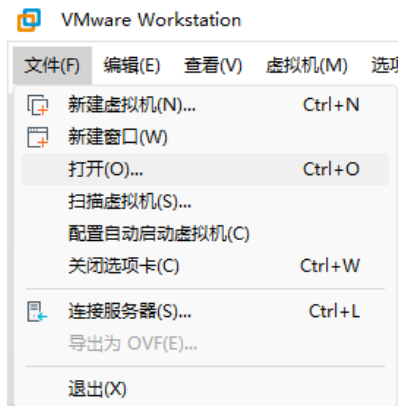 VMware Workstation
文件(F) 编辑(E) 查看(V) 虚拟机(M)
新建虚拟机(N)... Ctrl+N
新建窗口(W)
打开(O)... Ctrl+O
扫描虚拟机(S)...
配置自动启动虚拟机(C)
关闭选项卡(C) Ctrl+W
连接服务器(S)... Ctrl+L
导出为 OVF(E)...
退出(X)